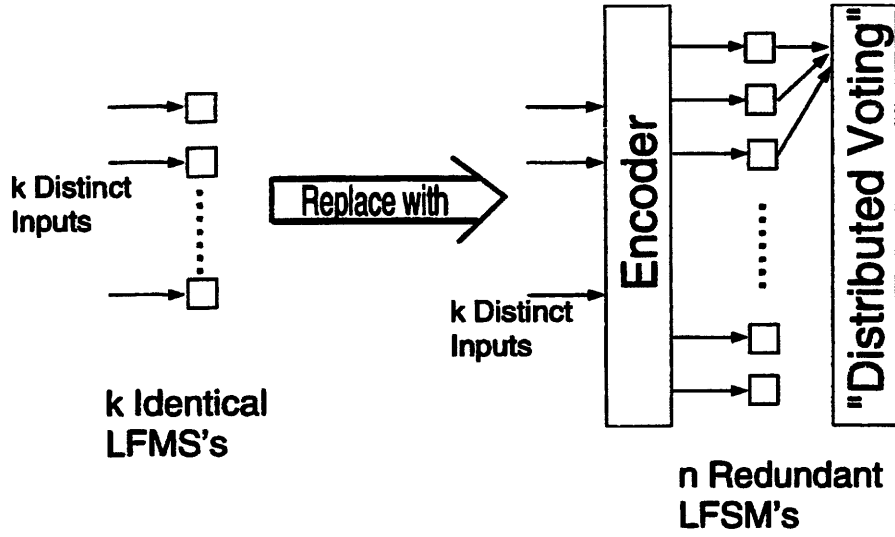 k Distinct
Inputs
k Identical
LFMS's
Replace with
k Distinct
Inputs
Encoder
"Distributed Voting"
n Redundant
LFSM's